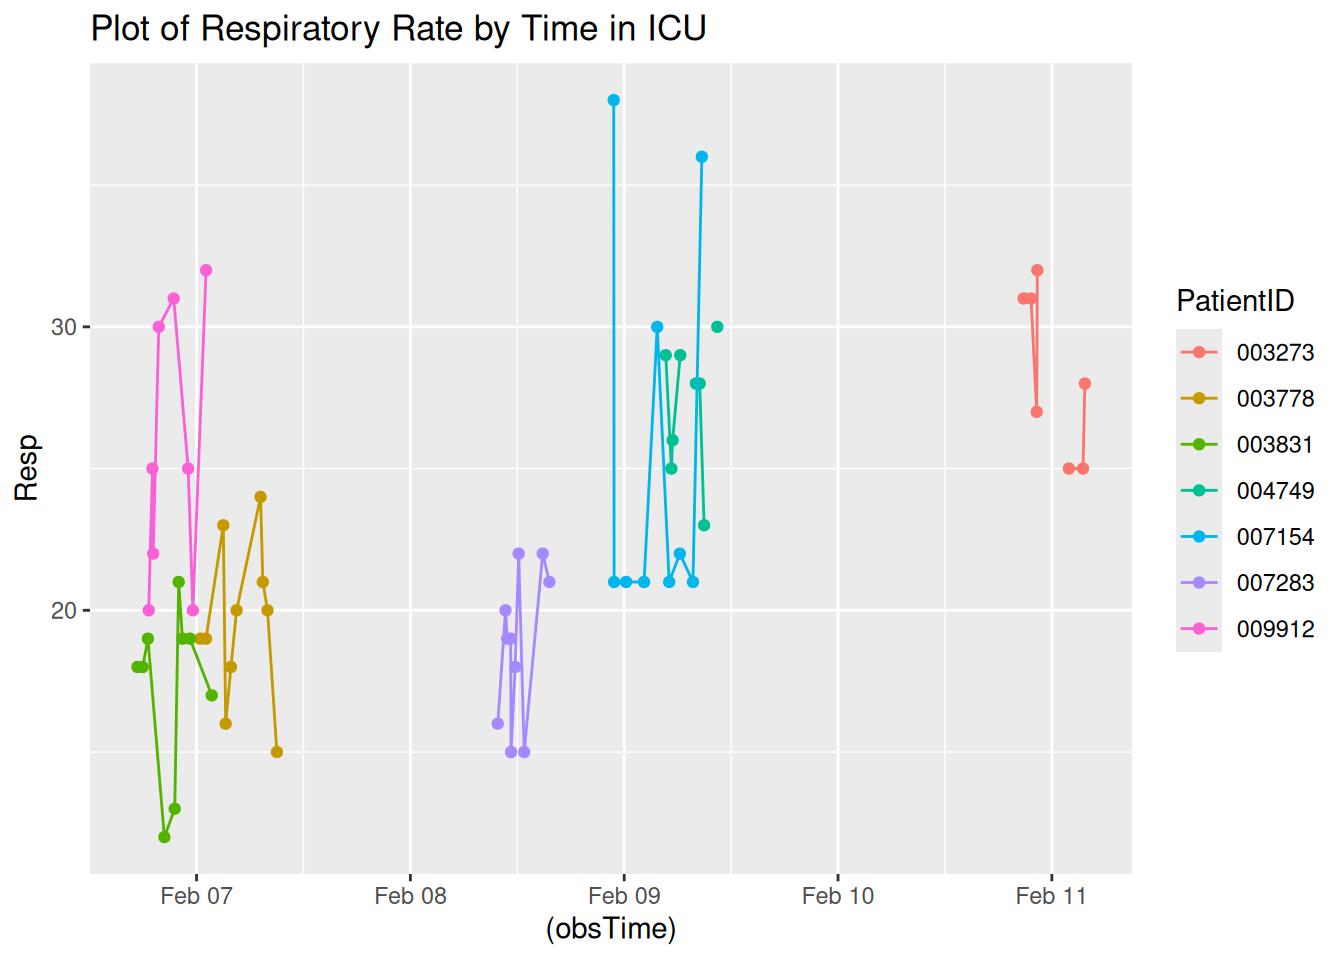 Plot of Respiratory Rate by Time in ICU
Resp
30
20
Feb 07
Feb 08
Feb 09
Feb 10
Feb 11
(obsTime)
PatientID
003273
003778
003831
004749
007154
007283
009912